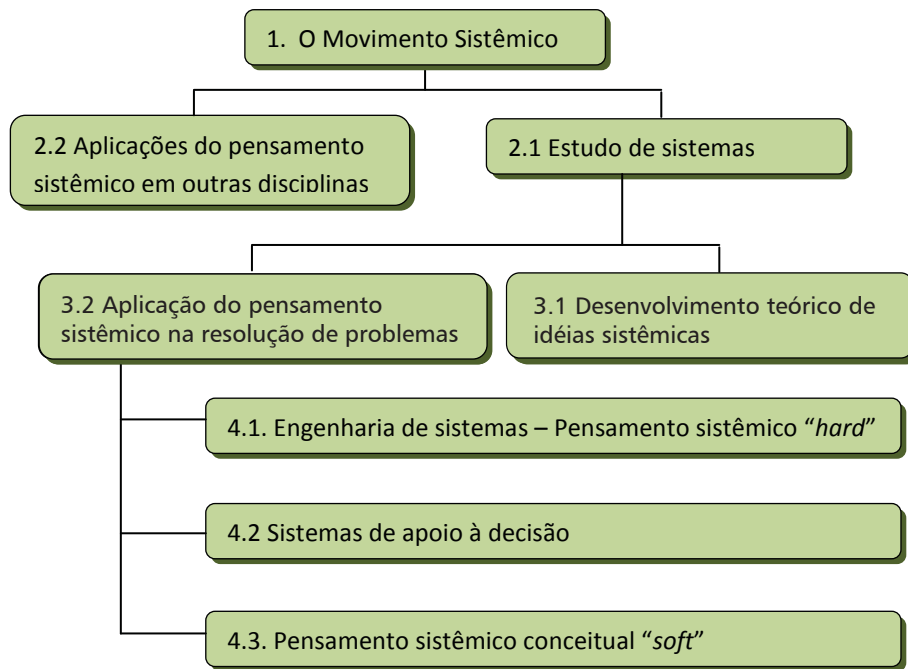 1. O Movimento Sistêmico
2.2 Aplicações do pensamento
sistêmico em outras disciplinas
2.1 Estudo de sistemas
3.2 Aplicação do pensamento
sistêmico na resolução de problemas
3.1 Desenvolvimento teórico de
idéias sistêmicas
4.1. Engenharia de sistemas – Pensamento sistêmico “hard”
4.2 Sistemas de apoio à decisão
4.3. Pensamento sistêmico conceitual “soft”